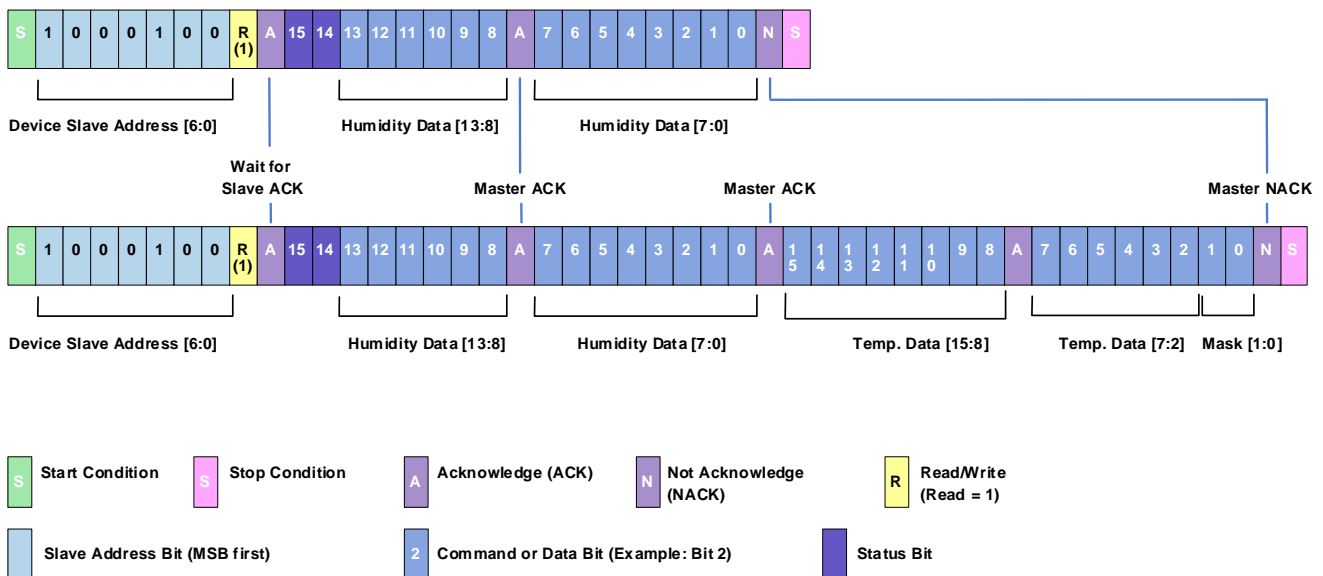 S 1 0 0 0 1 0 0 R (1) A 15 14 13 12 11 10 9 8 A 7 6 5 4 3 2 1 0 N S
Device Slave Address [6:0] Humidity Data [13:8] Humidity Data [7:0]
Wait for
Slave ACK Master ACK Master ACK Master NACK
S 1 0 0 0 1 0 0 R (1) A 15 14 13 12 11 10 9 8 A 7 6 5 4 3 2 1 0 A 15 14 13 12 11 10 9 8 A 7 6 5 4 3 2 1 0 N S
Device Slave Address [6:0] Humidity Data [13:8] Humidity Data [7:0] Temp. Data [15:8] Temp. Data [7:2] Mask [1:0]
S Start Condition S Stop Condition A Acknowledge (ACK) N Not Acknowledge (NACK) R Read/Write (Read = 1)
Slave Address Bit (MSB first) 2 Command or Data Bit (Example: Bit 2) Status Bit